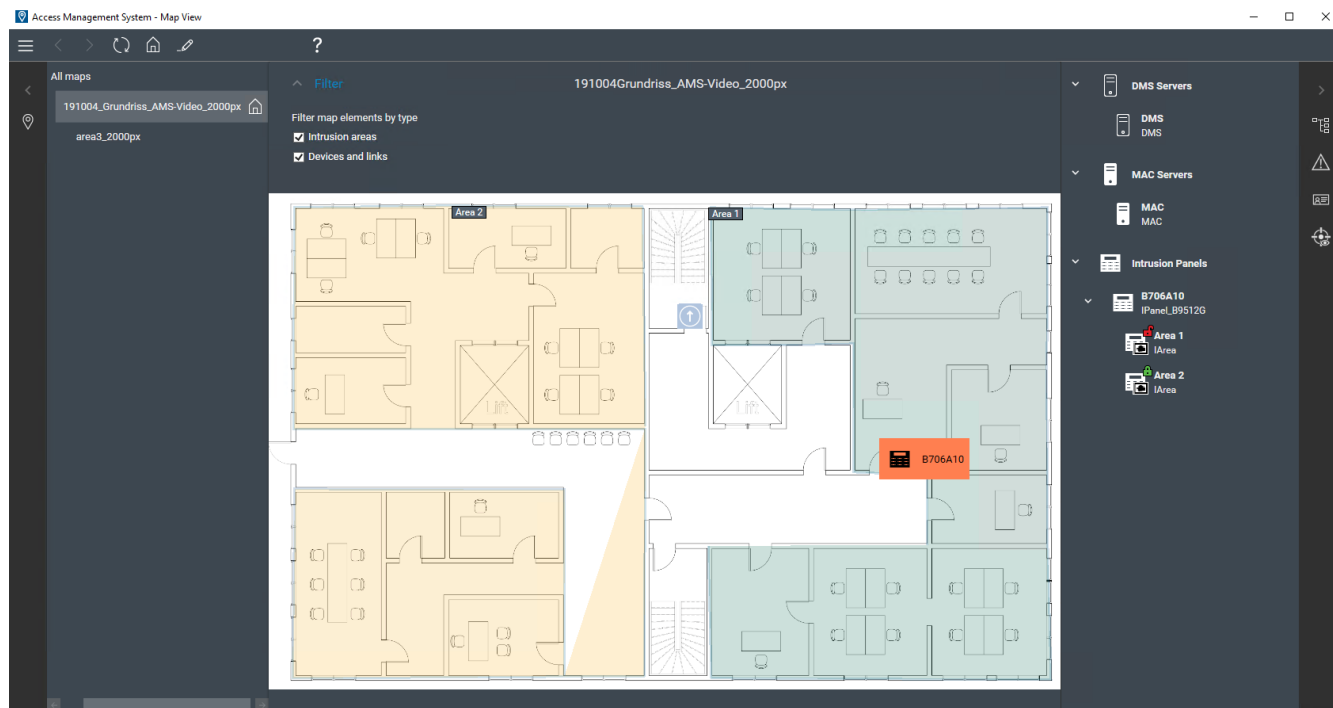 Access Management System - Map View
?
All maps
191004_Grundriss_AMS-Video_2000px
area3_2000px
Filter
191004Grundriss_AMS-Video_2000px
Filter map elements by type
Intrusion areas
Devices and links
Area 2
Area 1
Lift
Lift
B706A10
DMS Servers
DMS
DMS
MAC Servers
MAC
MAC
Intrusion Panels
B706A10
IPanel_B9512G
Area 1
IArea
Area 2
IArea